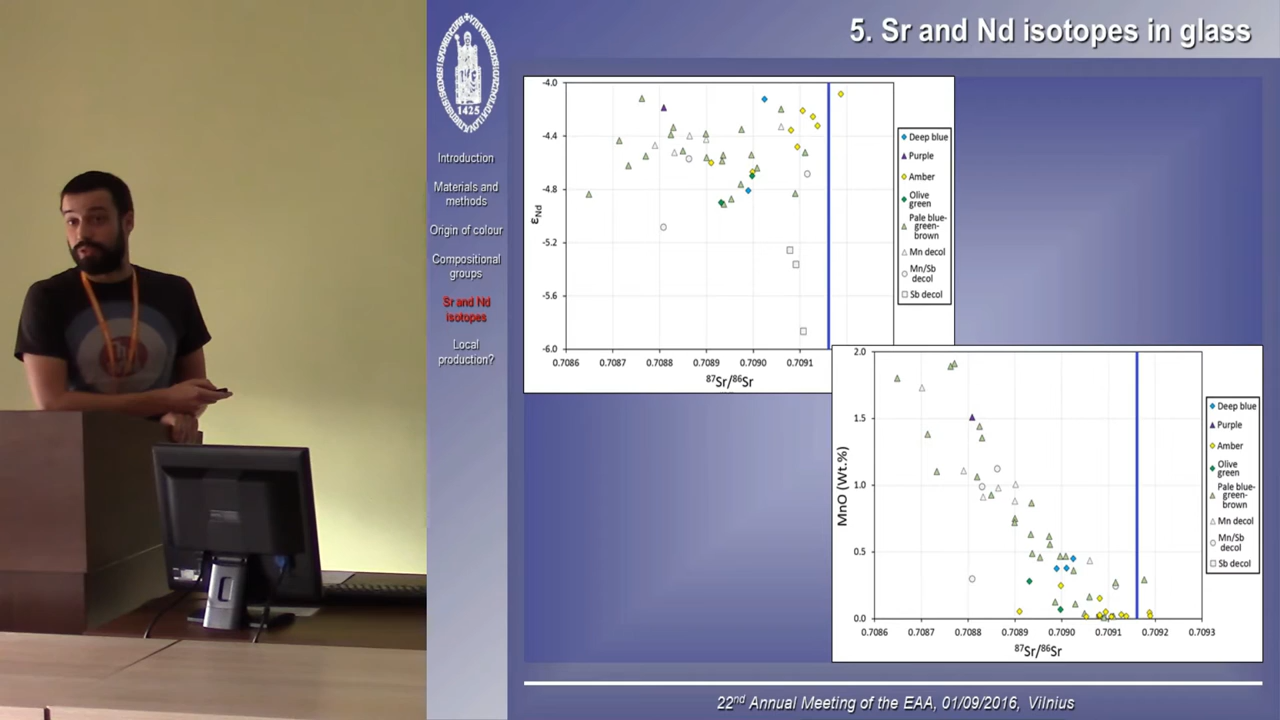 5. Sr and Nd isotopes in glass
1425
Introduction
Materials and
methods
Origin of colour
Compositional
groups
Sr and Nd
isotopes
Local
production?
-4.0
-4.4
-4.8
-5.2
-5.6
-6.0
εNd
0.7086
0.7087
0.7088
0.7089
0.7090
0.7091
⁸⁷Sr/⁸⁶Sr
Deep blue
Purple
Amber
Olive
green
Pale blue-
green-
brown
Mn decol
Mn/Sb
decol
Sb decol
2.0
1.5
1.0
0.5
0.0
MnO (Wt.%)
0.7086
0.7087
0.7088
0.7089
0.7090
0.7091
0.7092
0.7093
⁸⁷Sr/⁸⁶Sr
Deep blue
Purple
Amber
Olive
green
Pale blue-
green-
brown
Mn decol
Mn/Sb
decol
Sb decol
22nd Annual Meeting of the EAA, 01/09/2016, Vilnius